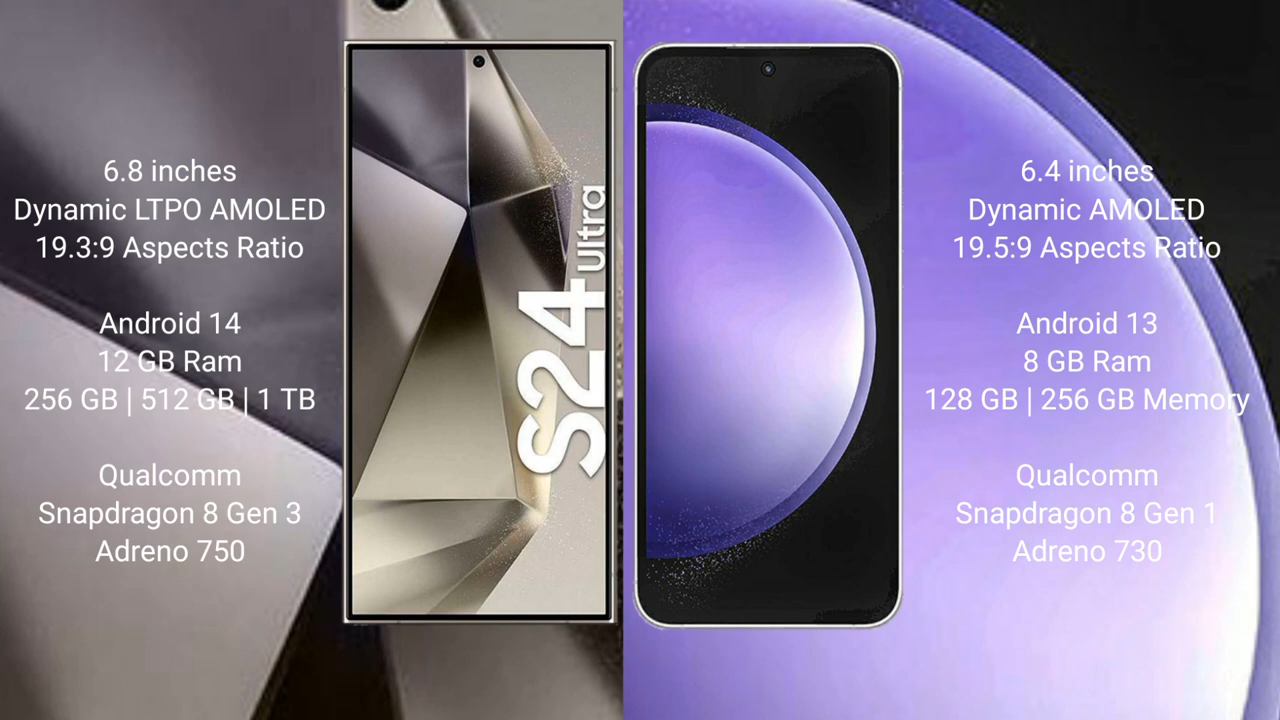 6.8 inches
Dynamic LTPO AMOLED
19.3:9 Aspects Ratio
Android 14
12 GB Ram
256 GB | 512 GB | 1 TB
Qualcomm
Snapdragon 8 Gen 3
Adreno 750
S24 ultra
6.4 inches
Dynamic AMOLED
19.5:9 Aspects Ratio
Android 13
8 GB Ram
128 GB | 256 GB Memory
Qualcomm
Snapdragon 8 Gen 1
Adreno 730